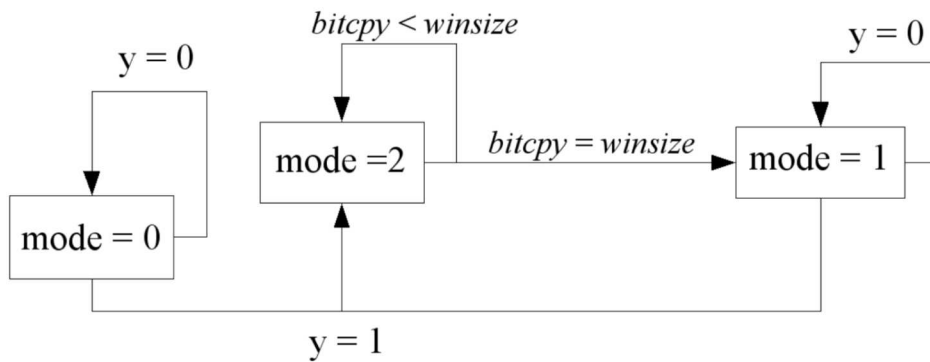 bitcpy < winsize
y = 0
y = 0
mode =2
bitcpy = winsize
mode = 1
mode = 0
y = 1